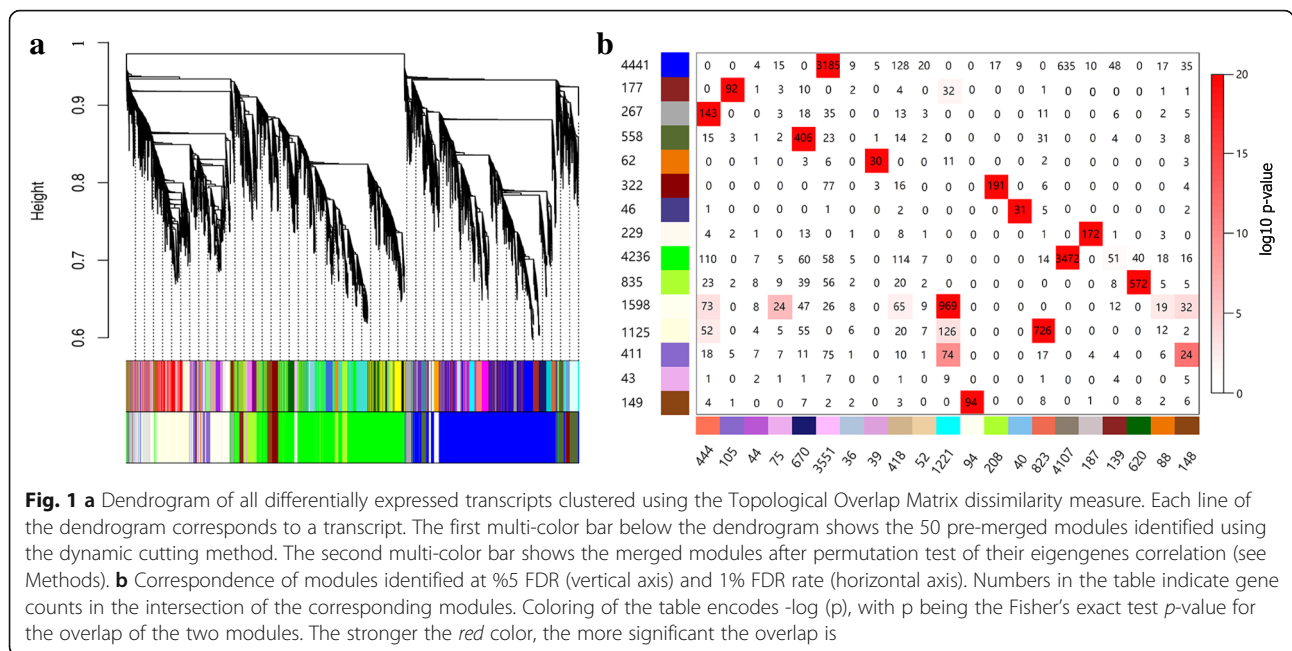 a
b
1
0.9
0.8
0.7
0.6
Height
4441 0 0 4 15 0 3185 9 5 128 20 0 0 17 9 0 635 10 48 0 17 35
177 0 92 1 3 10 0 2 0 4 0 32 0 0 0 1 0 0 0 0 1 1
267 143 0 0 3 18 35 0 0 13 3 0 0 0 0 11 0 0 6 0 2 5
558 15 3 1 2 406 23 0 1 14 2 0 0 0 0 31 0 0 4 0 3 8
62 0 0 1 0 3 6 0 30 0 0 11 0 0 0 2 0 0 0 0 0 3
322 0 0 0 0 0 77 0 3 16 0 0 0 191 0 6 0 0 0 0 0 4
46 1 0 0 0 0 1 0 0 2 0 0 0 0 31 5 0 0 0 0 0 2
229 4 2 1 0 13 0 1 0 8 1 0 0 0 0 1 0 172 1 0 3 0
4236 110 0 7 5 60 58 5 0 114 7 0 0 0 0 14 3472 0 51 40 18 16
835 23 2 8 9 39 56 2 0 20 2 0 0 0 0 0 0 0 8 572 5 5
1598 73 0 8 24 47 26 8 0 65 9 969 0 0 0 0 0 0 12 0 19 32
1125 52 0 4 5 55 0 6 0 20 7 126 0 0 0 726 0 0 0 0 12 2
411 18 5 7 7 11 75 1 0 10 1 74 0 0 0 17 0 4 4 0 6 24
43 1 0 2 1 1 7 0 0 1 0 9 0 0 0 1 0 0 4 0 0 5
149 4 1 0 0 7 2 2 0 3 0 0 94 0 0 8 0 1 0 8 2 6
444 105 44 75 670 3551 36 39 418 52 1221 94 208 40 823 4107 187 139 620 88 148
20
15
10
5
0
log10 p-value
Fig. 1 a Dendrogram of all differentially expressed transcripts clustered using the Topological Overlap Matrix dissimilarity measure. Each line of
the dendrogram corresponds to a transcript. The first multi-color bar below the dendrogram shows the 50 pre-merged modules identified using
the dynamic cutting method. The second multi-color bar shows the merged modules after permutation test of their eigengenes correlation (see
Methods). b Correspondence of modules identified at %5 FDR (vertical axis) and 1% FDR rate (horizontal axis). Numbers in the table indicate gene
counts in the intersection of the corresponding modules. Coloring of the table encodes -log (p), with p being the Fisher's exact test p-value for
the overlap of the two modules. The stronger the red color, the more significant the overlap is